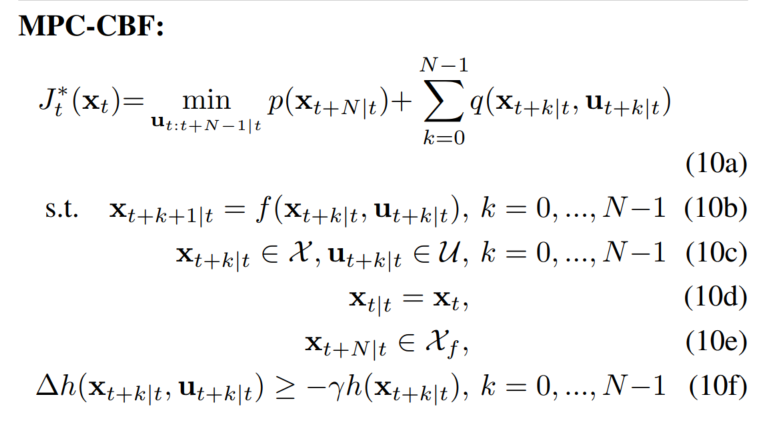 MPC-CBF:
J*_t(x_t)= min_{u_{t:t+N−1|t}} p(x_{t+N|t})+ ∑_{k=0}^{N−1} q(x_{t+k|t}, u_{t+k|t})
(10a)
s.t. x_{t+k+1|t} = f(x_{t+k|t}, u_{t+k|t}), k = 0, ..., N−1 (10b)
x_{t+k|t} ∈ 𝒳, u_{t+k|t} ∈ 𝒰, k = 0, ..., N−1 (10c)
x_{t|t} = x_t, (10d)
x_{t+N|t} ∈ 𝒳_f, (10e)
Δh(x_{t+k|t}, u_{t+k|t}) ≥ −γh(x_{t+k|t}), k = 0, ..., N−1 (10f)